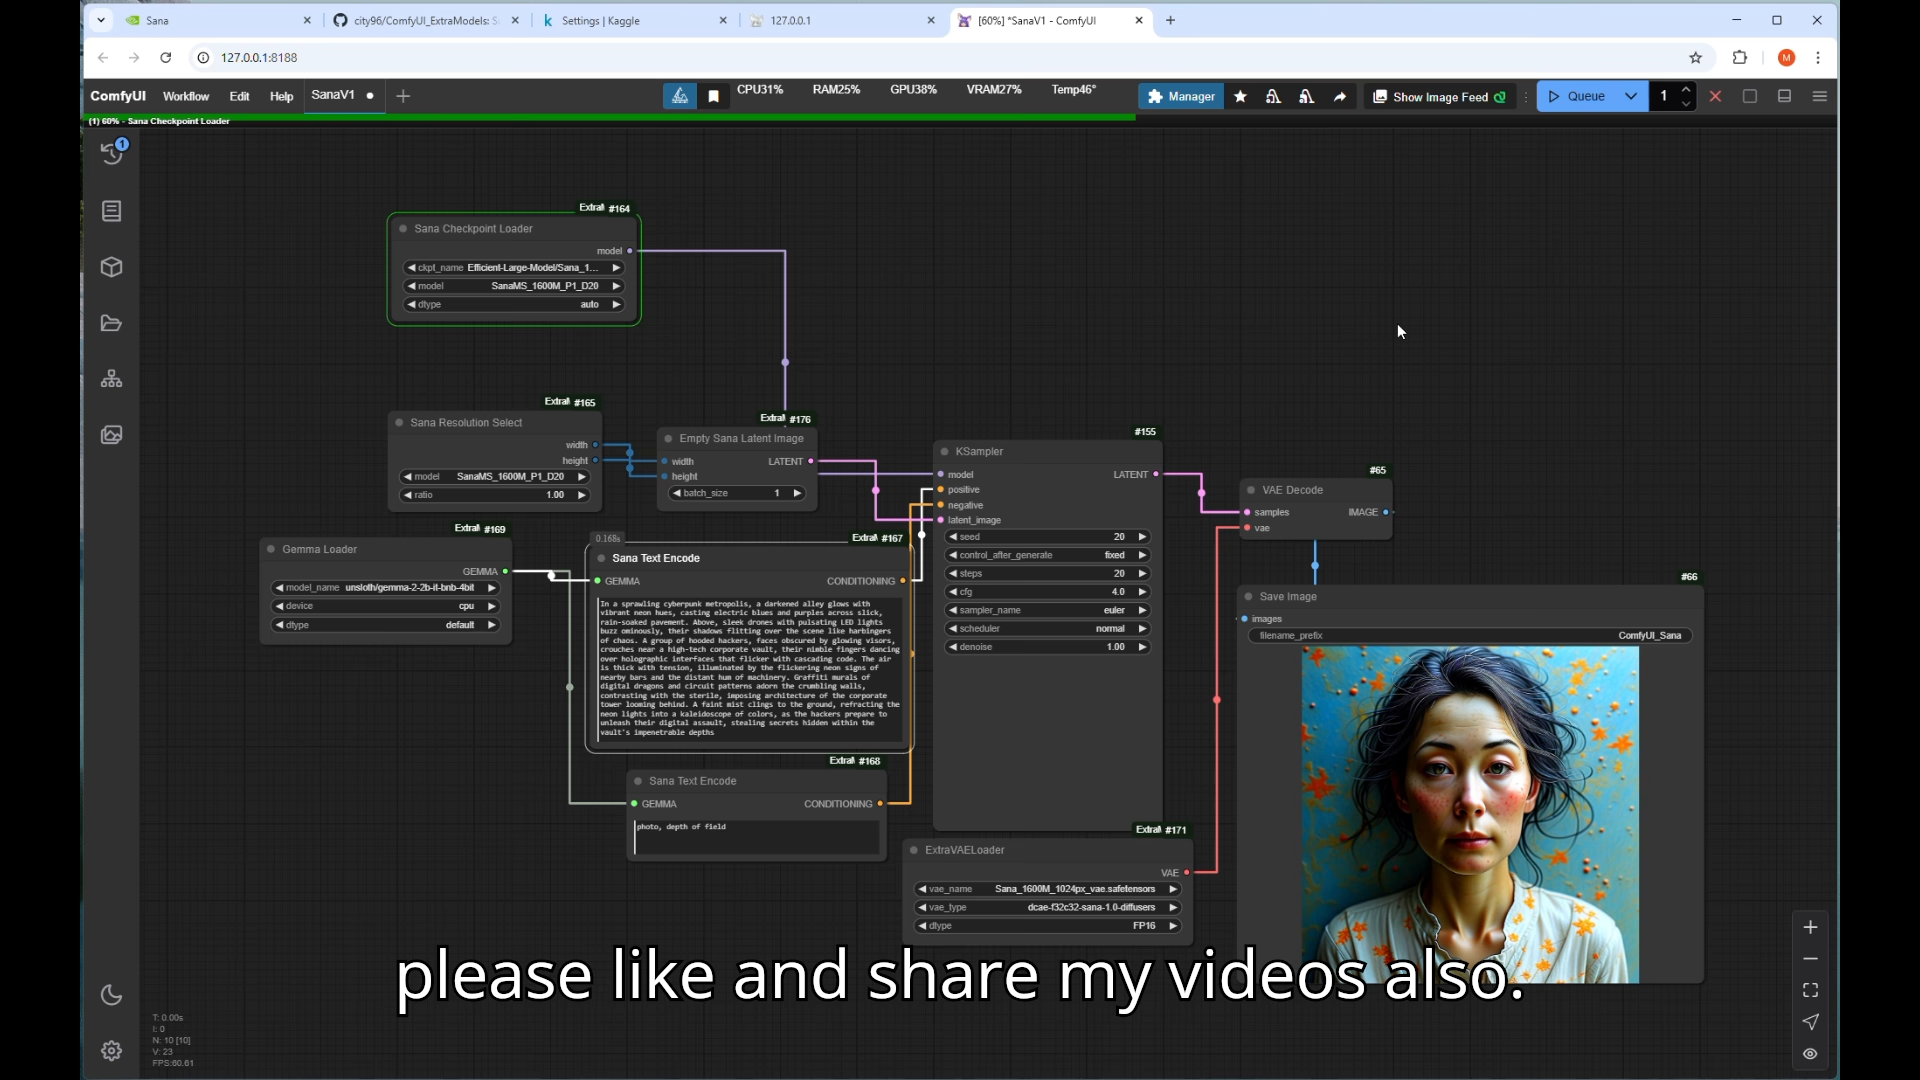 Sana
city96/ComfyUI_ExtraModels: S
Settings | Kaggle
127.0.0.1
[60%] *SanaV1 - ComfyUI
127.0.0.1:8188
M
ComfyUI
Workflow
Edit
Help
SanaV1
CPU31%
RAM25%
GPU38%
VRAM27%
Temp46°
Manager
Show Image Feed
Queue
1
(1) 60% - Sana Checkpoint Loader
1
#164
Sana Checkpoint Loader
model
ckpt_name Efficient-Large-Model/Sana_1...
model SanaMS_1600M_P1_D20
dtype auto
#165
Sana Resolution Select
width
height
model SanaMS_1600M_P1_D20
ratio 1.00
#176
Empty Sana Latent Image
width LATENT
height
batch_size 1
#155
KSampler
model LATENT
positive
negative
latent_image
seed 20
control_after_generate fixed
steps 20
cfg 4.0
sampler_name euler
scheduler normal
denoise 1.00
#65
VAE Decode
samples IMAGE
vae
#169
Gemma Loader
GEMMA
model_name unsloth/gemma-2-2b-it-bnb-4bit
device cpu
dtype default
0.168s
#167
Sana Text Encode
GEMMA CONDITIONING
In a sprawling cyberpunk metropolis, a darkened alley glows with
vibrant neon hues, casting electric blues and purples across slick,
rain-soaked pavement. Above, sleek drones with pulsating LED lights
buzz ominously, their shadows flitting over the scene like harbingers
of chaos. A group of hooded hackers, faces obscured by glowing visors,
crouches near a high-tech corporate vault, their nimble fingers dancing
over holographic interfaces that flicker with cascading code. The air
is thick with tension, illuminated by the flickering neon signs of
nearby bars and the distant hum of machinery. Graffiti murals of
digital dragons and circuit patterns adorn the crumbling walls,
contrasting with the sterile, imposing architecture of the corporate
tower looming behind. A faint mist clings to the ground, refracting the
neon lights into a kaleidoscope of colors, as the hackers prepare to
unleash their digital assault, stealing secrets hidden within the
vault's impenetrable depths
#168
Sana Text Encode
GEMMA CONDITIONING
photo, depth of field
#171
ExtraVAELoader
VAE
vae_name Sana_1600M_1024px_vae.safetensors
vae_type dcae-f32c32-sana-1.0-diffusers
dtype FP16
#66
Save Image
images
filename_prefix ComfyUI_Sana
please like and share my videos also.
T: 0.00s
I: 0
N: 10 [10]
V: 23
FPS:60.61